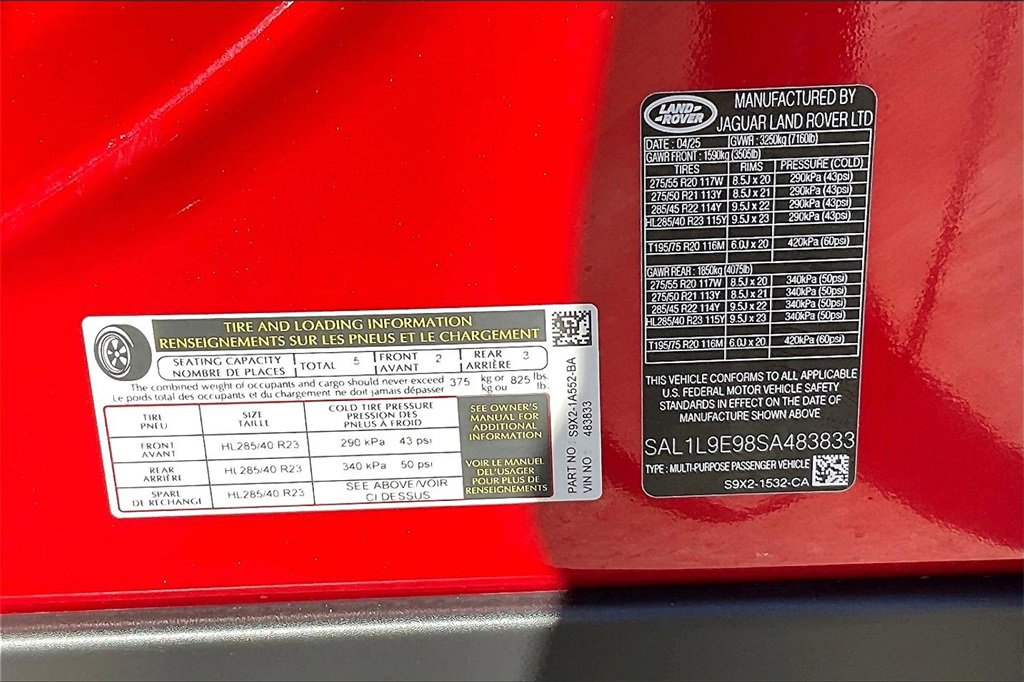 TIRE AND LOADING INFORMATION
RENSEIGNEMENTS SUR LES PNEUS ET LE CHARGEMENT
SEATING CAPACITY
NOMBRE DE PLACES
TOTAL 5
FRONT
AVANT 2
REAR
ARRIÈRE 3
The combined weight of occupants and cargo should never exceed 375 kg or 825 lbs.
Le poids total des occupants et du chargement ne doit jamais dépasser kg ou lb.
TIRE
PNEU
SIZE
TAILLE
COLD TIRE PRESSURE
PRESSION DES
PNEUS À FROID
FRONT
AVANT
HL285/40 R23
290 kPa 43 psi
REAR
ARRIÈRE
HL285/40 R23
340 kPa 50 psi
SPARE
DE RECHANGE
HL285/40 R23
SEE ABOVE/VOIR
CI DESSUS
SEE OWNER'S
MANUAL FOR
ADDITIONAL
INFORMATION
VOIR LE MANUEL
DEL'USAGER
POUR PLUS DE
RENSEIGNEMENTS
PART NO: S9X2-1A552-BA
VIN NO: 483833
LAND-
-ROVER
MANUFACTURED BY
JAGUAR LAND ROVER LTD
DATE : 04/25 GVWR : 3250kg (7160lb)
GAWR FRONT : 1590kg (3505lb)
TIRES RIMS PRESSURE (COLD)
275/55 R20 117W 8.5J x 20 290kPa (43psi)
275/50 R21 113Y 8.5J x 21 290kPa (43psi)
285/45 R22 114Y 9.5J x 22 290kPa (43psi)
HL285/40 R23 115Y 9.5J x 23 290kPa (43psi)
T195/75 R20 116M 6.0J x 20 420kPa (60psi)
GAWR REAR : 1850kg (4075lb)
275/55 R20 117W 8.5J x 20 340kPa (50psi)
275/50 R21 113Y 8.5J x 21 340kPa (50psi)
285/45 R22 114Y 9.5J x 22 340kPa (50psi)
HL285/40 R23 115Y 9.5J x 23 340kPa (50psi)
T195/75 R20 116M 6.0J x 20 420kPa (60psi)
THIS VEHICLE CONFORMS TO ALL APPLICABLE
U.S. FEDERAL MOTOR VEHICLE SAFETY
STANDARDS IN EFFECT ON THE DATE OF
MANUFACTURE SHOWN ABOVE
SAL1L9E98SA483833
TYPE : MULTI-PURPOSE PASSENGER VEHICLE
S9X2-1532-CA